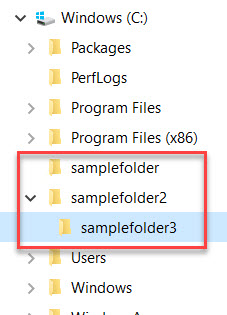 Windows (C:)
Packages
PerfLogs
Program Files
Program Files (x86)
samplefolder
samplefolder2
samplefolder3
Users
Windows